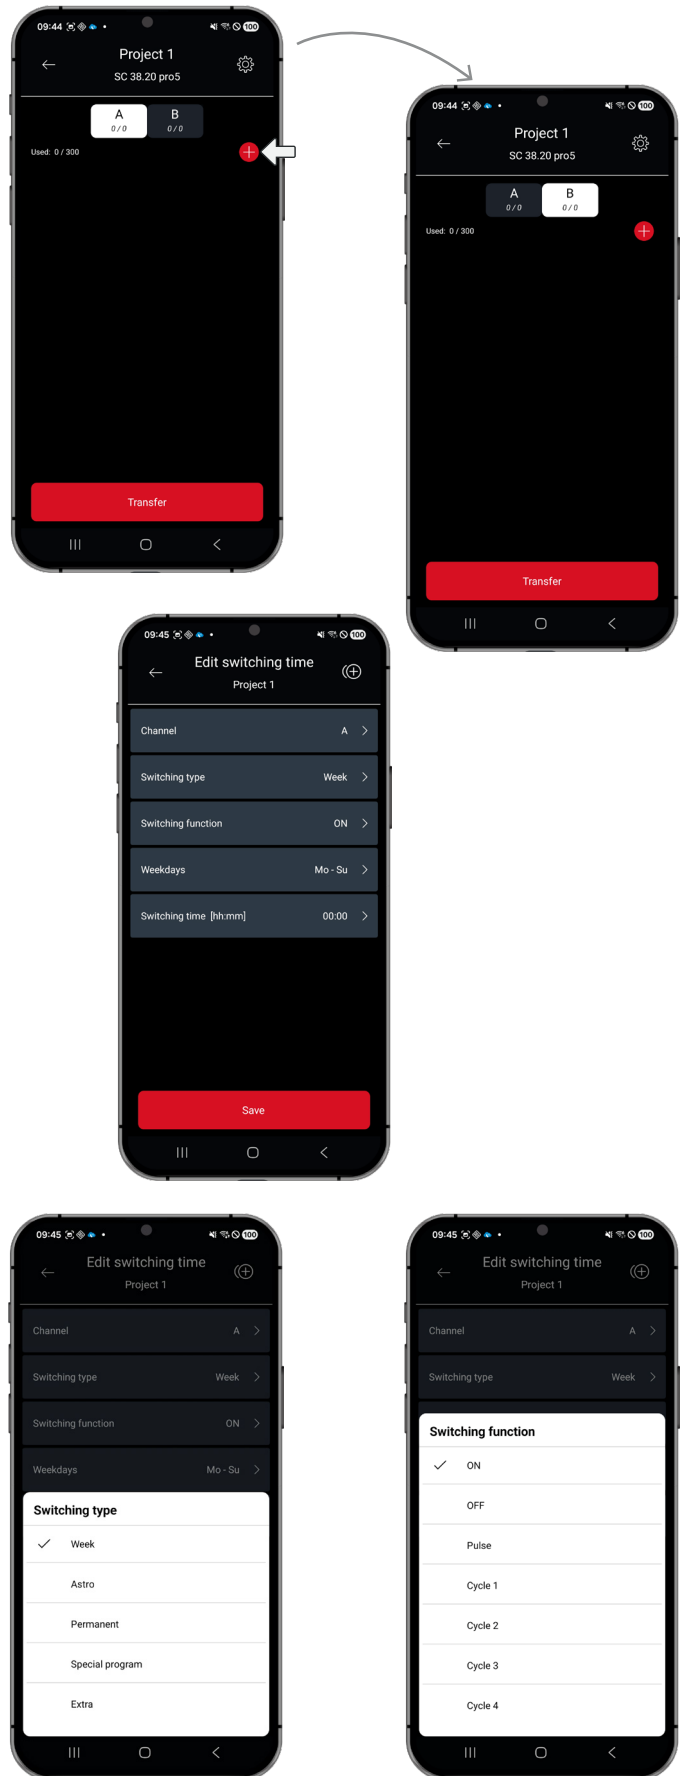 09:44
100
Project 1
SC 38.20 pro5
A
0 / 0
B
0 / 0
Used: 0 / 300
Transfer
09:44
100
Project 1
SC 38.20 pro5
A
0 / 0
B
0 / 0
Used: 0 / 300
Transfer
09:45
100
Edit switching time
Project 1
Channel A
Switching type Week
Switching function ON
Weekdays Mo - Su
Switching time [hh:mm] 00:00
Save
09:45
100
Edit switching time
Project 1
Channel A
Switching type Week
Switching function ON
Weekdays Mo - Su
Switching type
Week
Astro
Permanent
Special program
Extra
09:45
100
Edit switching time
Project 1
Channel A
Switching type Week
Switching function
ON
OFF
Pulse
Cycle 1
Cycle 2
Cycle 3
Cycle 4